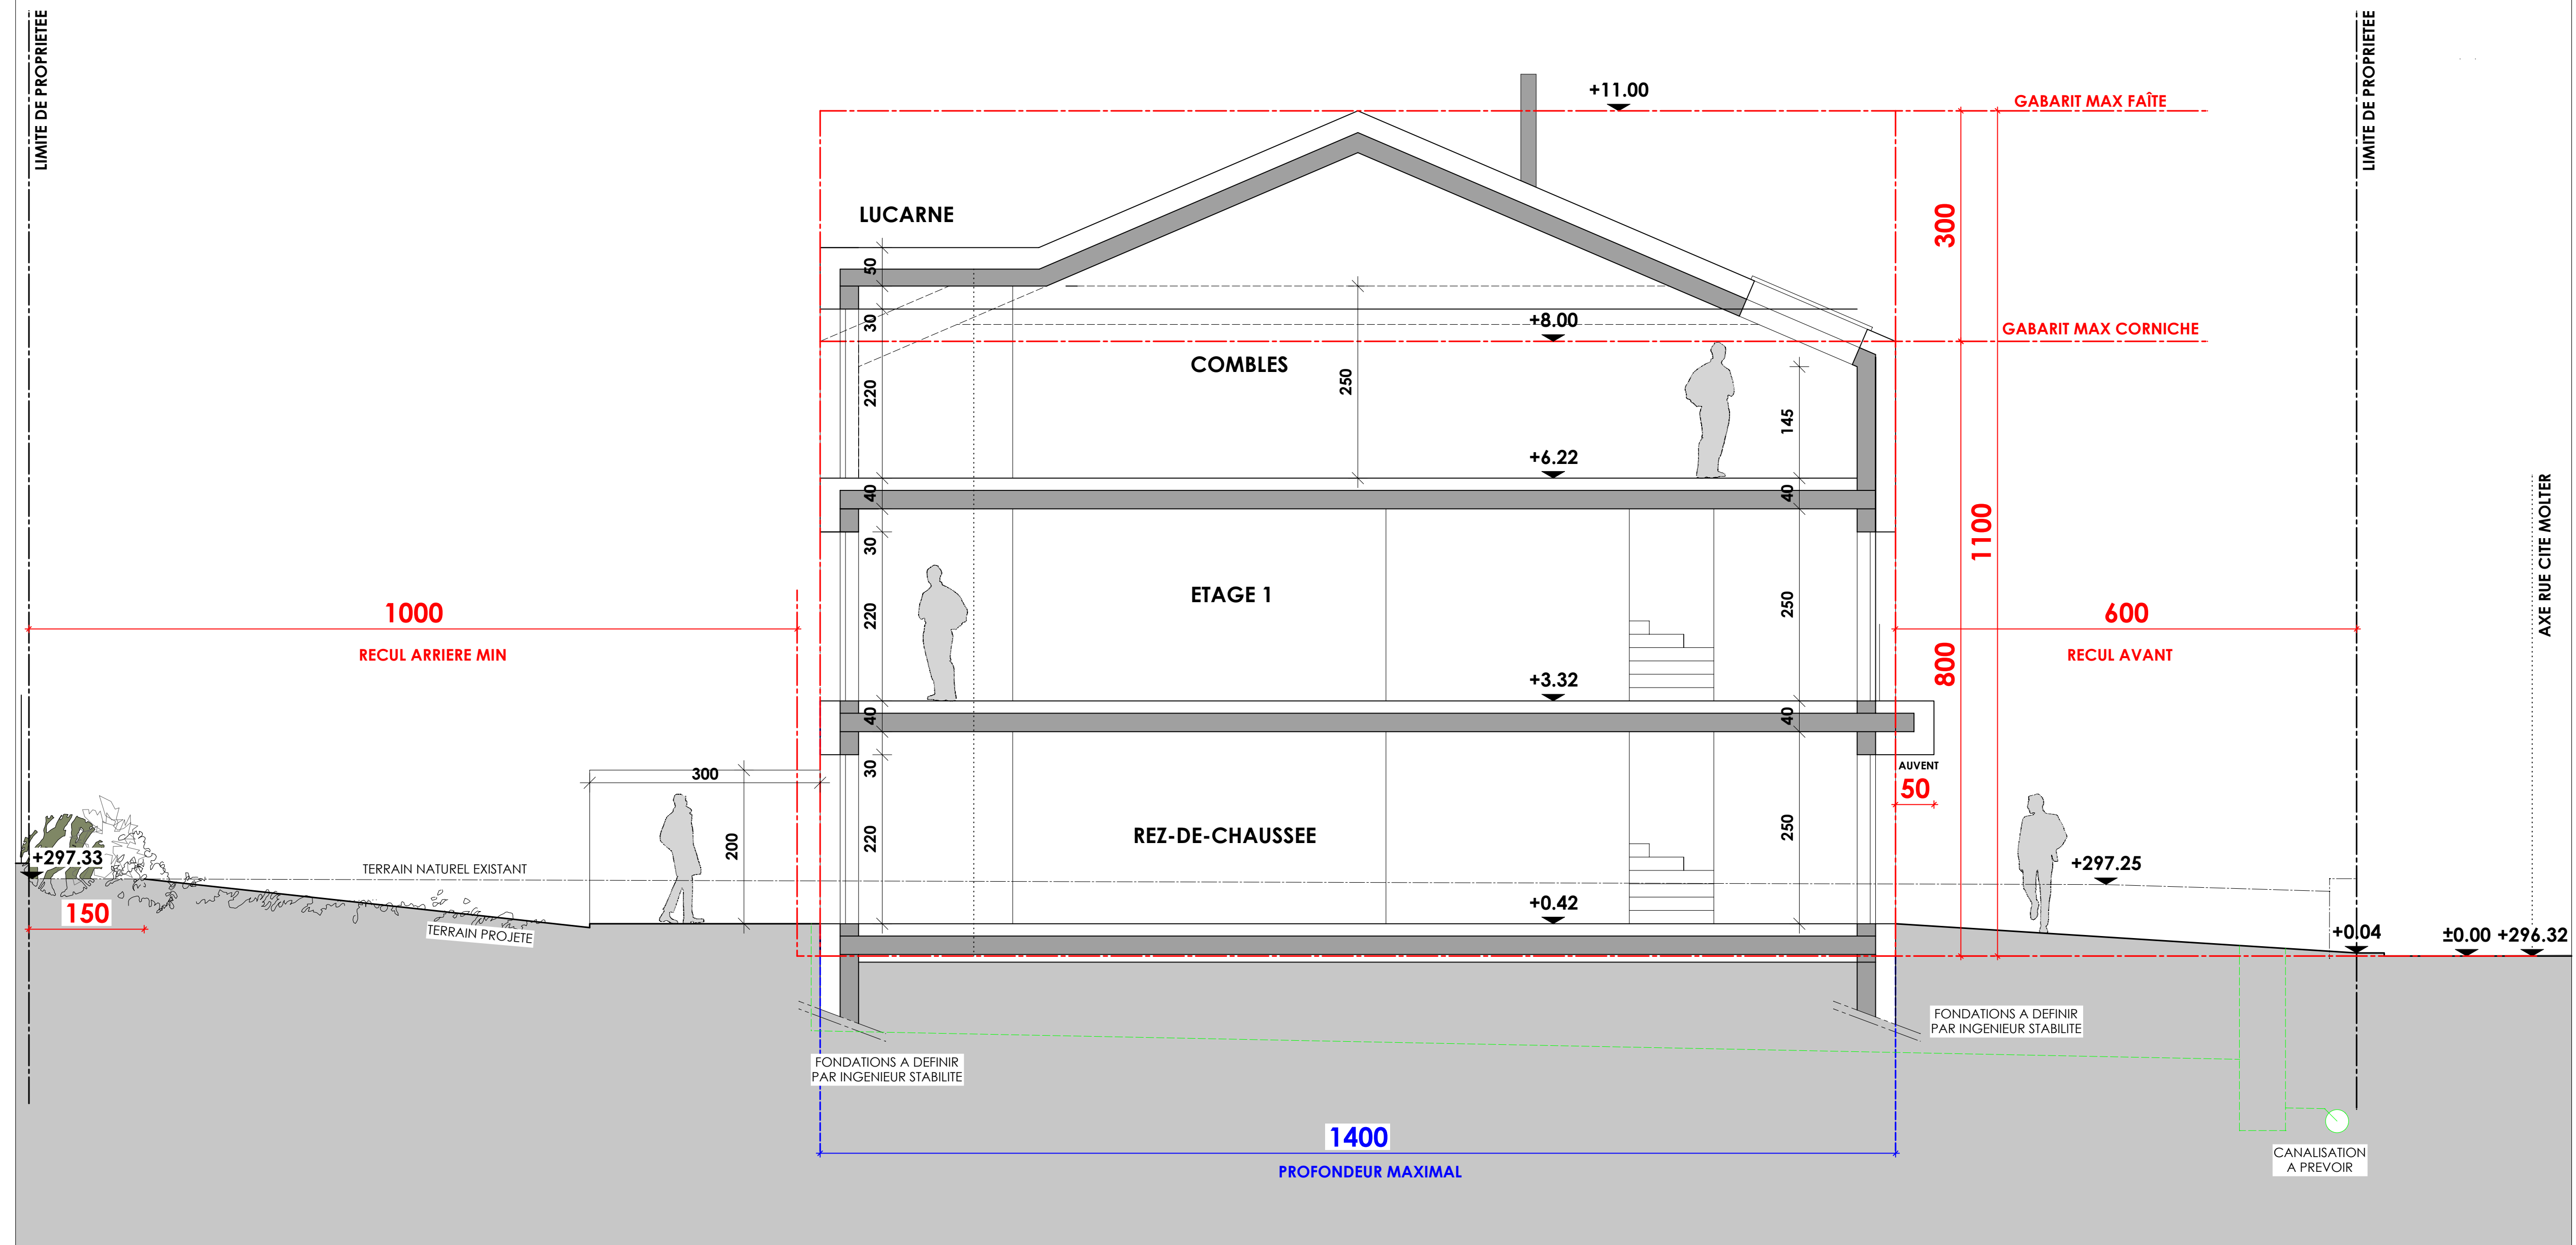 LIMITE DE PROPRIETEE
LIMITE DE PROPRIETEE
+11.00
GABARIT MAX FAÎTE
LUCARNE
300
50
30
+8.00
GABARIT MAX CORNICHE
COMBLES
250
220
145
+6.22
40
40
AXE RUE CITE MOLTER
1100
30
ETAGE 1
220
250
1000
600
RECUL ARRIERE MIN
RECUL AVANT
800
+3.32
40
40
30
AUVENT
300
50
200
220
REZ-DE-CHAUSSEE
250
+297.33
TERRAIN NATUREL EXISTANT
+297.25
150
+0.42
TERRAIN PROJETE
+0.04
±0.00 +296.32
FONDATIONS A DEFINIR
PAR INGENIEUR STABILITE
FONDATIONS A DEFINIR
PAR INGENIEUR STABILITE
1400
PROFONDEUR MAXIMAL
CANALISATION
A PREVOIR